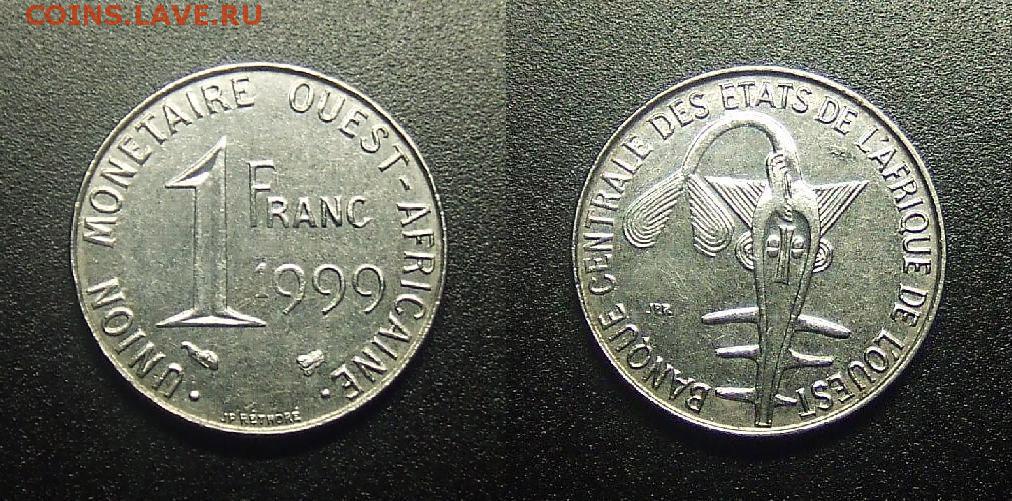 COINS.LAVE.RU
· UNION MONETAIRE OUEST-AFRICAINE ·
1
FRANC
1999
JP RÉTHORÉ
BANQUE CENTRALE DES ETATS DE L'AFRIQUE DE L'OUEST